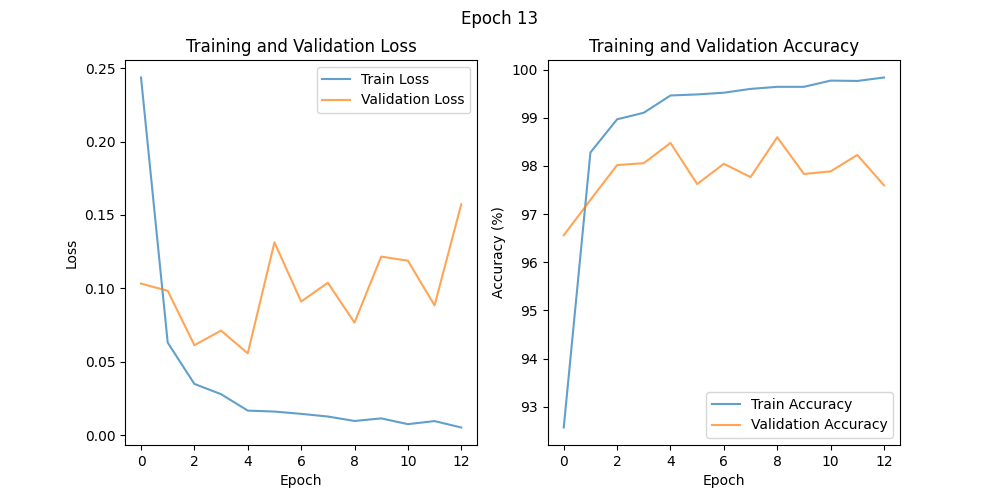 Epoch 13
Training and Validation Loss
Train Loss
Validation Loss
0.25
0.20
0.15
0.10
0.05
0.00
Loss
0 2 4 6 8 10 12
Epoch
Training and Validation Accuracy
100
99
98
97
96
95
94
93
Accuracy (%)
Train Accuracy
Validation Accuracy
0 2 4 6 8 10 12
Epoch